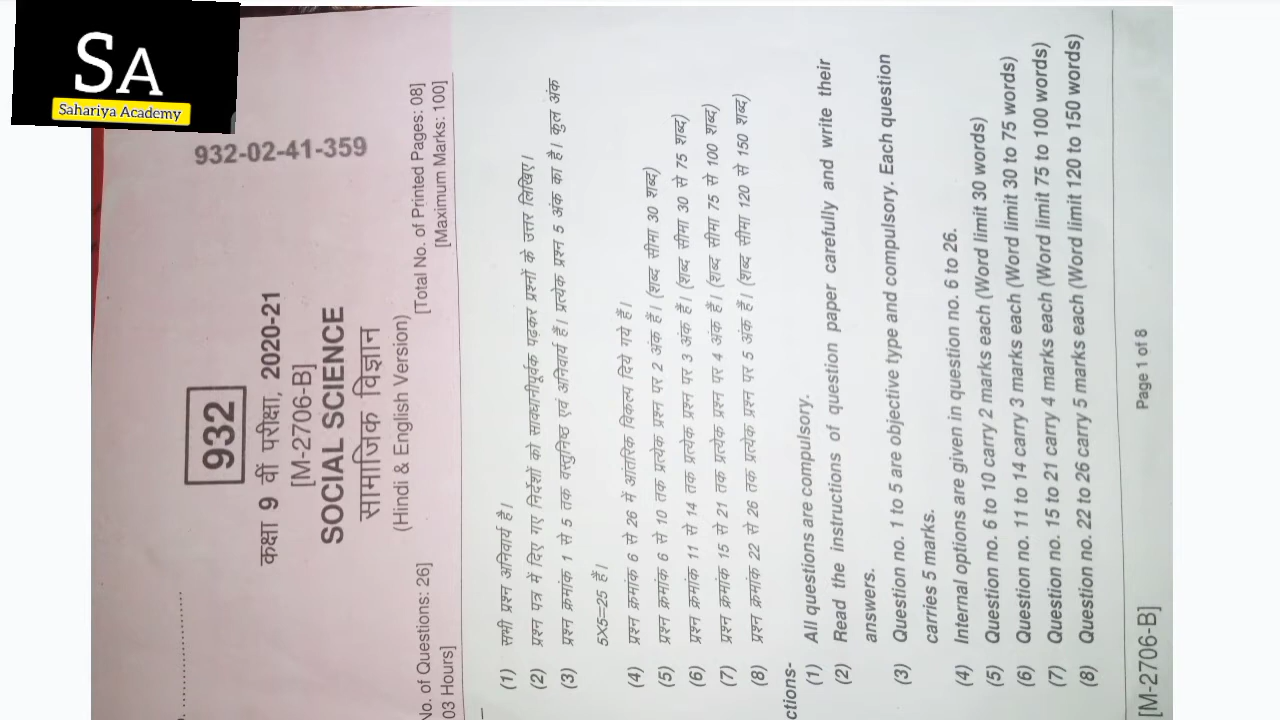 SA
Sahariya Academy
932-02-41-359
932
कक्षा 9 वीं परीक्षा, 2020-21
[M-2706-B]
SOCIAL SCIENCE
सामाजिक विज्ञान
(Hindi & English Version)
No. of Questions: 26] [Total No. of Printed Pages: 08]
03 Hours] [Maximum Marks: 100]
(1) सभी प्रश्न अनिवार्य है।
(2) प्रश्न पत्र में दिए गए निर्देशों को सावधानीपूर्वक पढ़कर प्रश्नों के उत्तर लिखिए।
(3) प्रश्न क्रमांक 1 से 5 तक वस्तुनिष्ठ एवं अनिवार्य हैं। प्रत्येक प्रश्न 5 अंक का है। कुल अंक
5X5=25 हैं।
(4) प्रश्न क्रमांक 6 से 26 में आंतरिक विकल्प दिये गये हैं।
(5) प्रश्न क्रमांक 6 से 10 तक प्रत्येक प्रश्न पर 2 अंक हैं। (शब्द सीमा 30 शब्द)
(6) प्रश्न क्रमांक 11 से 14 तक प्रत्येक प्रश्न पर 3 अंक हैं। (शब्द सीमा 30 से 75 शब्द)
(7) प्रश्न क्रमांक 15 से 21 तक प्रत्येक प्रश्न पर 4 अंक हैं। (शब्द सीमा 75 से 100 शब्द)
(8) प्रश्न क्रमांक 22 से 26 तक प्रत्येक प्रश्न पर 5 अंक हैं। (शब्द सीमा 120 से 150 शब्द)
ctions-
(1) All questions are compulsory.
(2) Read the instructions of question paper carefully and write their
answers.
(3) Question no. 1 to 5 are objective type and compulsory. Each question
carries 5 marks.
(4) Internal options are given in question no. 6 to 26.
(5) Question no. 6 to 10 carry 2 marks each (Word limit 30 words)
(6) Question no. 11 to 14 carry 3 marks each (Word limit 30 to 75 words)
(7) Question no. 15 to 21 carry 4 marks each (Word limit 75 to 100 words)
(8) Question no. 22 to 26 carry 5 marks each (Word limit 120 to 150 words)
[M-2706-B] Page 1 of 8